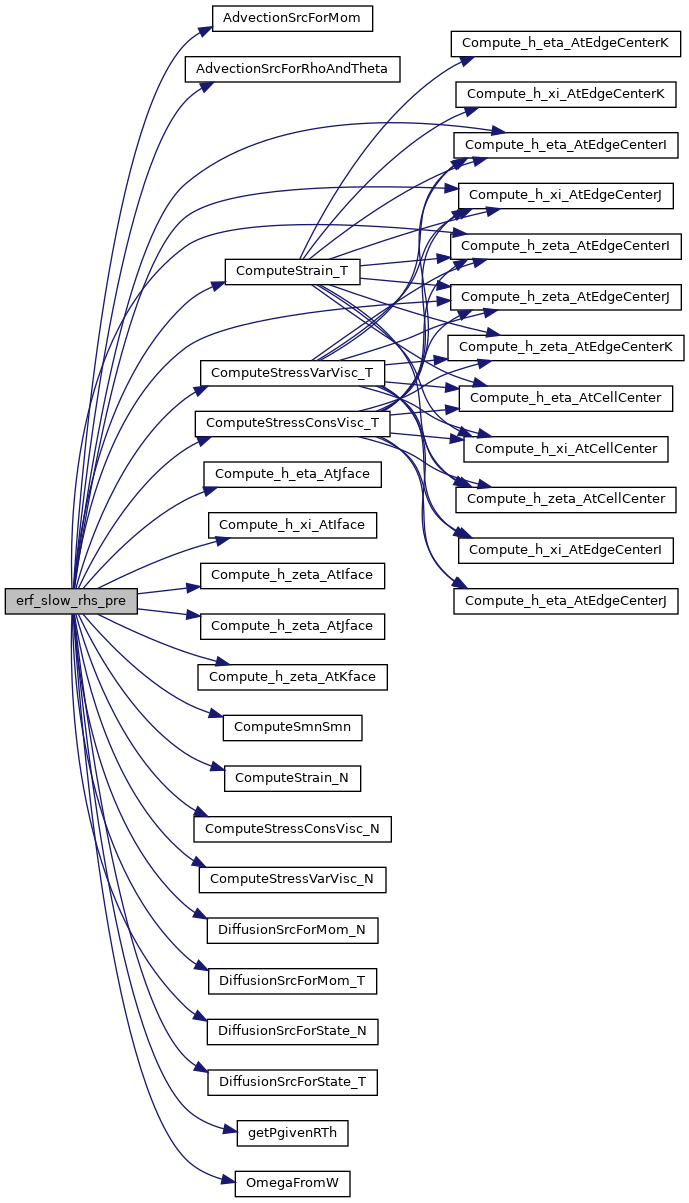 AdvectionSrcForMom
AdvectionSrcForRhoAndTheta
Compute_h_eta_AtEdgeCenterK
Compute_h_xi_AtEdgeCenterK
Compute_h_eta_AtEdgeCenterI
Compute_h_xi_AtEdgeCenterJ
Compute_h_zeta_AtEdgeCenterI
ComputeStrain_T
Compute_h_zeta_AtEdgeCenterJ
Compute_h_zeta_AtEdgeCenterK
ComputeStressVarVisc_T
Compute_h_eta_AtCellCenter
ComputeStressConsVisc_T
Compute_h_xi_AtCellCenter
Compute_h_eta_AtJface
Compute_h_zeta_AtCellCenter
Compute_h_xi_AtIface
Compute_h_xi_AtEdgeCenterI
Compute_h_zeta_AtIface
erf_slow_rhs_pre
Compute_h_eta_AtEdgeCenterJ
Compute_h_zeta_AtJface
Compute_h_zeta_AtKface
ComputeSmnSmn
ComputeStrain_N
ComputeStressConsVisc_N
ComputeStressVarVisc_N
DiffusionSrcForMom_N
DiffusionSrcForMom_T
DiffusionSrcForState_N
DiffusionSrcForState_T
getPgivenRTh
OmegaFromW